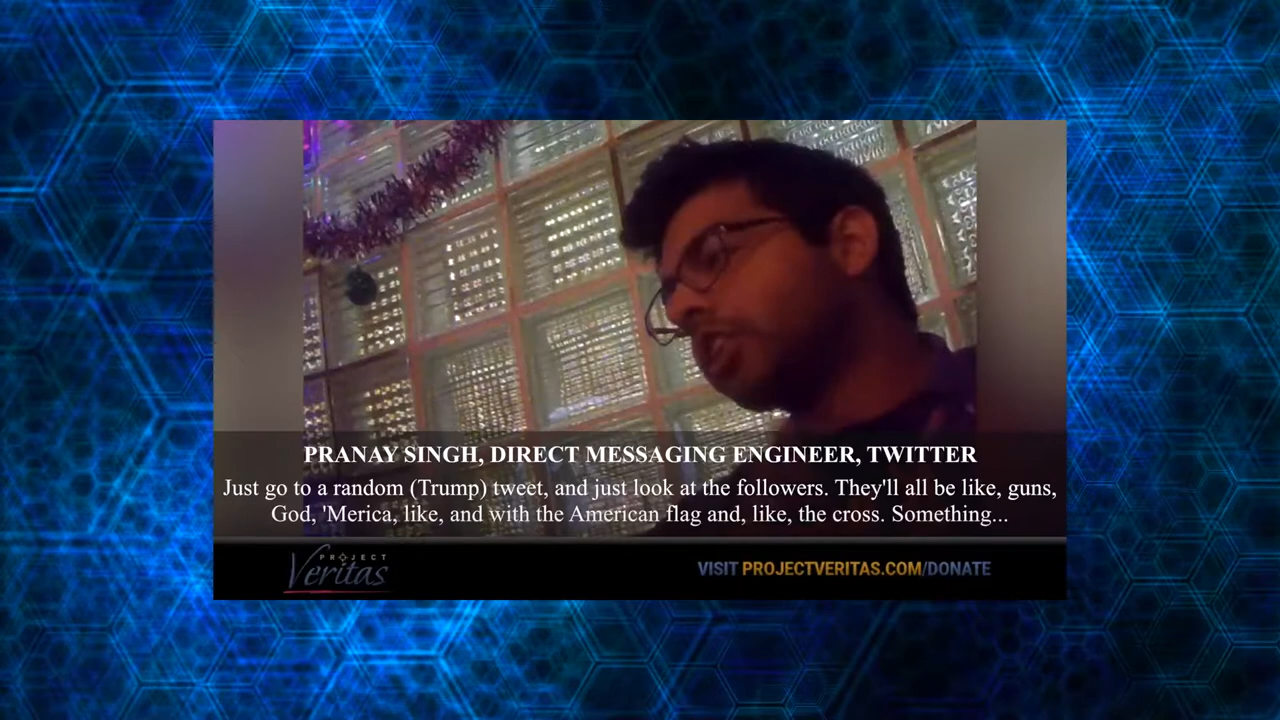 PRANAY SINGH, DIRECT MESSAGING ENGINEER, TWITTER
Just go to a random (Trump) tweet, and just look at the followers. They'll all be like, guns,
God, 'Merica, like, and with the American flag and, like, the cross. Something...
PROJECT
Veritas
VISIT PROJECTVERITAS.COM/DONATE